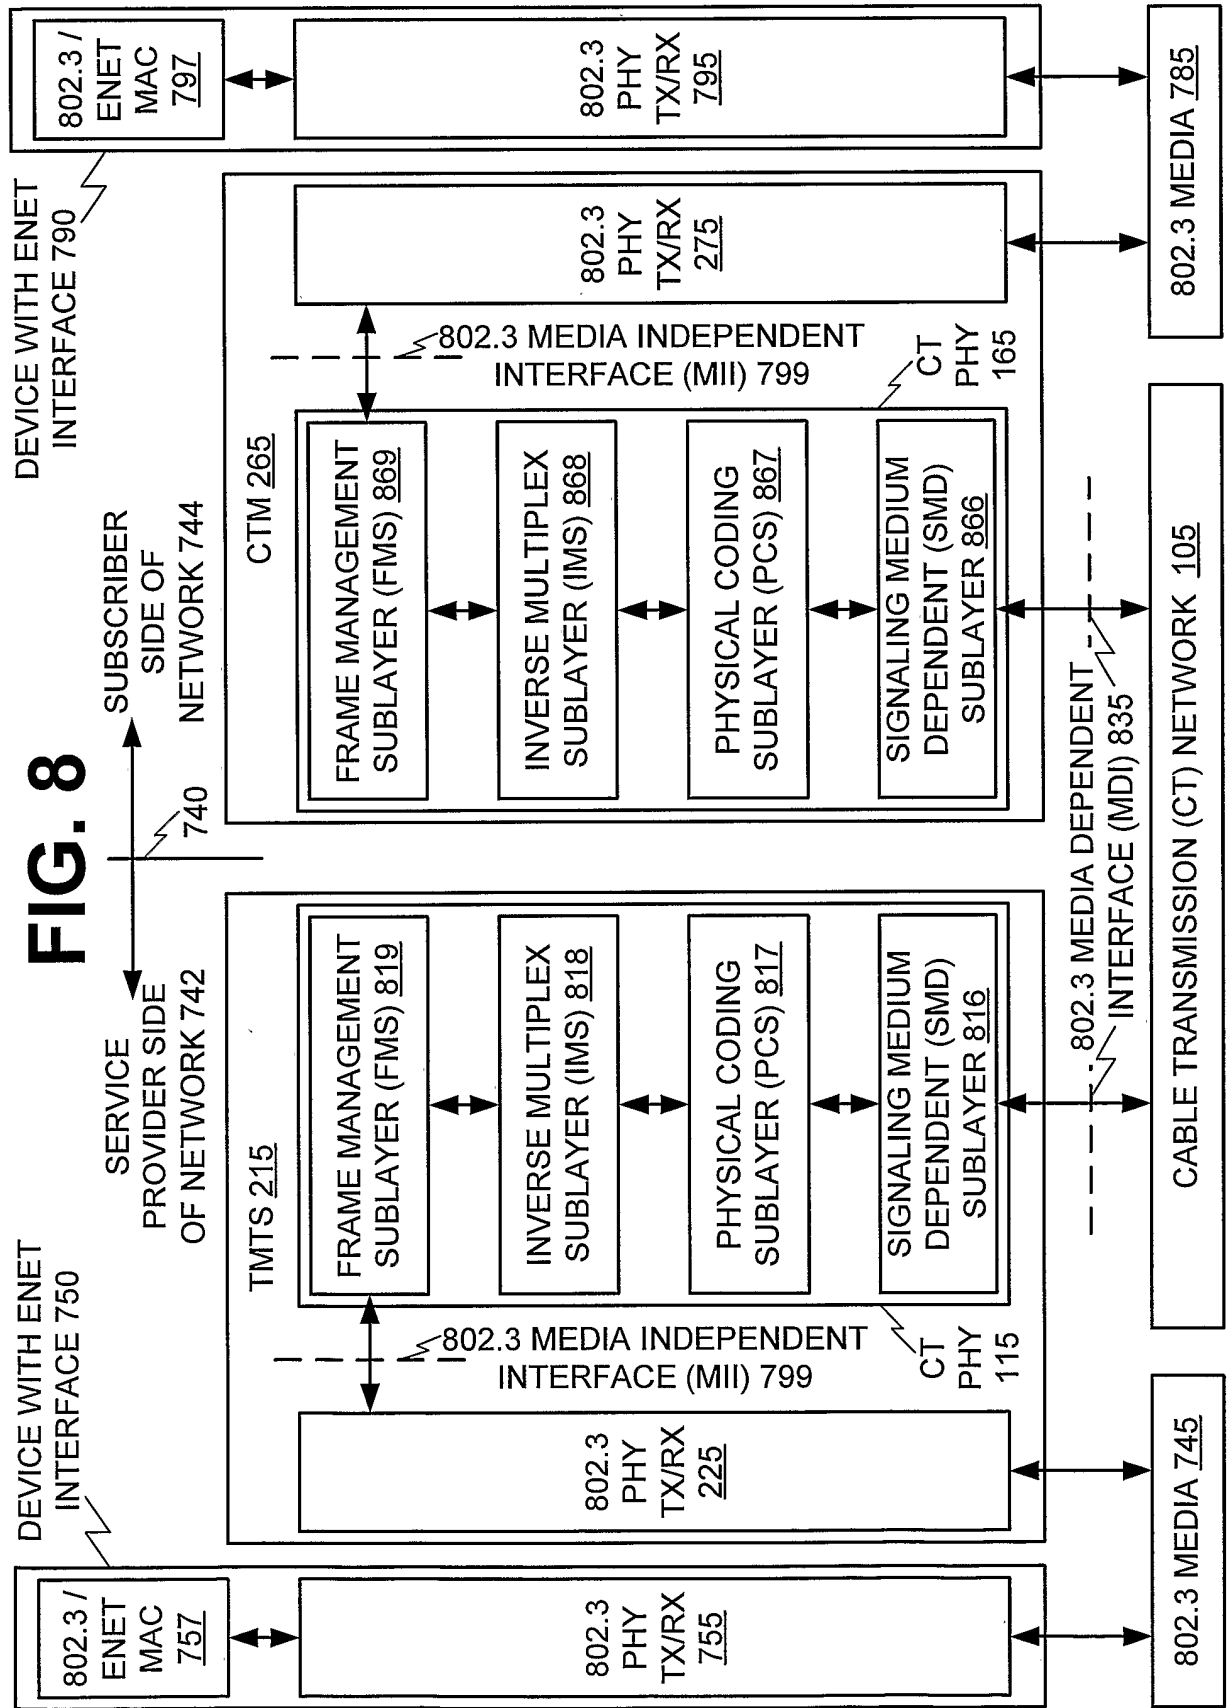 FIG. 8
SERVICE
PROVIDER SIDE
OF NETWORK 742
740
SUBSCRIBER
SIDE OF
NETWORK 744
DEVICE WITH ENET
INTERFACE 750
802.3 /
ENET
MAC
757
802.3
PHY
TX/RX
755
TMTS 215
802.3
PHY
TX/RX
225
802.3 MEDIA INDEPENDENT
INTERFACE (MII) 799
FRAME MANAGEMENT
SUBLAYER (FMS) 819
INVERSE MULTIPLEX
SUBLAYER (IMS) 818
PHYSICAL CODING
SUBLAYER (PCS) 817
SIGNALING MEDIUM
DEPENDENT (SMD)
SUBLAYER 816
CT
PHY
115
CTM 265
FRAME MANAGEMENT
SUBLAYER (FMS) 869
INVERSE MULTIPLEX
SUBLAYER (IMS) 868
PHYSICAL CODING
SUBLAYER (PCS) 867
SIGNALING MEDIUM
DEPENDENT (SMD)
SUBLAYER 866
802.3 MEDIA INDEPENDENT
INTERFACE (MII) 799
CT
PHY
165
802.3
PHY
TX/RX
275
DEVICE WITH ENET
INTERFACE 790
802.3 /
ENET
MAC
797
802.3
PHY
TX/RX
795
802.3 MEDIA DEPENDENT
INTERFACE (MDI) 835
802.3 MEDIA 745
CABLE TRANSMISSION (CT) NETWORK 105
802.3 MEDIA 785